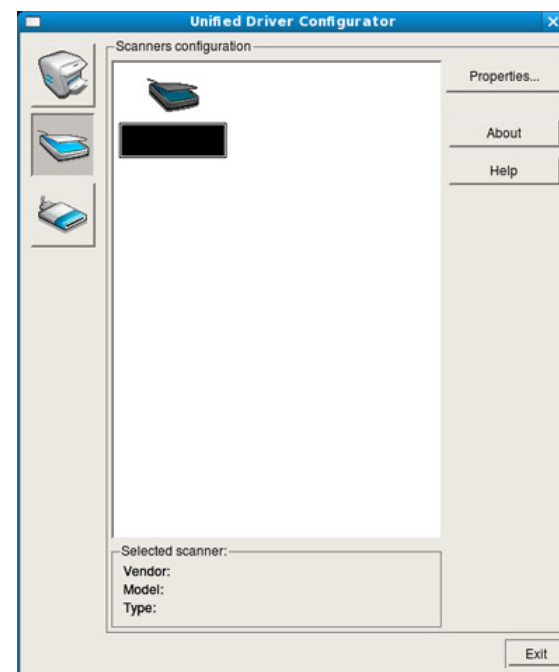 Unified Driver Configurator
Scanners configuration
Properties...
About
Help
Selected scanner:
Vendor:
Model:
Type:
Exit